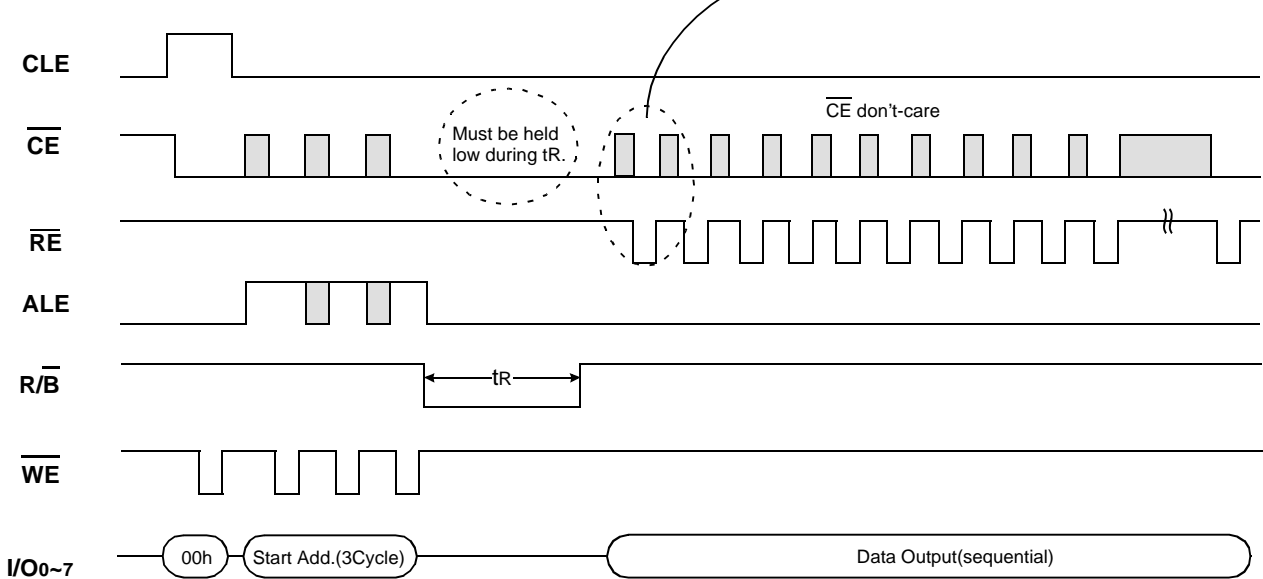 CLE
CE don't-care
CE
Must be held
low during tR.
RE
ALE
R/B
tR
WE
I/O0~7
00h
Start Add.(3Cycle)
Data Output(sequential)